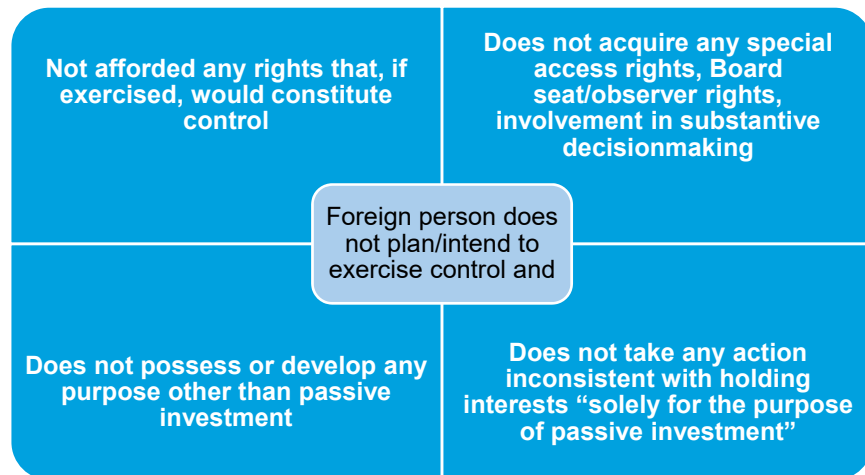 Not afforded any rights that, if
exercised, would constitute
control
Does not acquire any special
access rights, Board
seat/observer rights,
involvement in substantive
decisionmaking
Foreign person does
not plan/intend to
exercise control and
Does not possess or develop any
purpose other than passive
investment
Does not take any action
inconsistent with holding
interests “solely for the purpose
of passive investment”